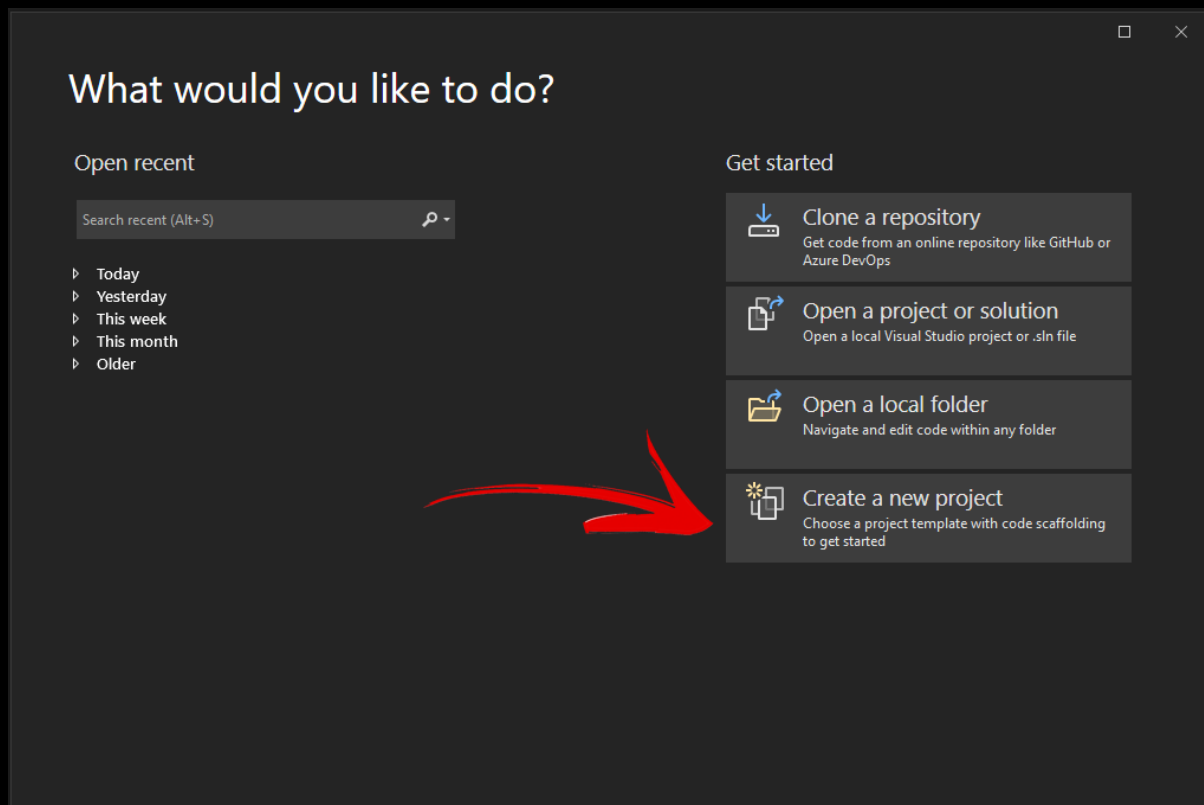 What would you like to do?
Open recent
Search recent (Alt+S)
Today
Yesterday
This week
This month
Older
Get started
Clone a repository
Get code from an online repository like GitHub or
Azure DevOps
Open a project or solution
Open a local Visual Studio project or .sln file
Open a local folder
Navigate and edit code within any folder
Create a new project
Choose a project template with code scaffolding
to get started